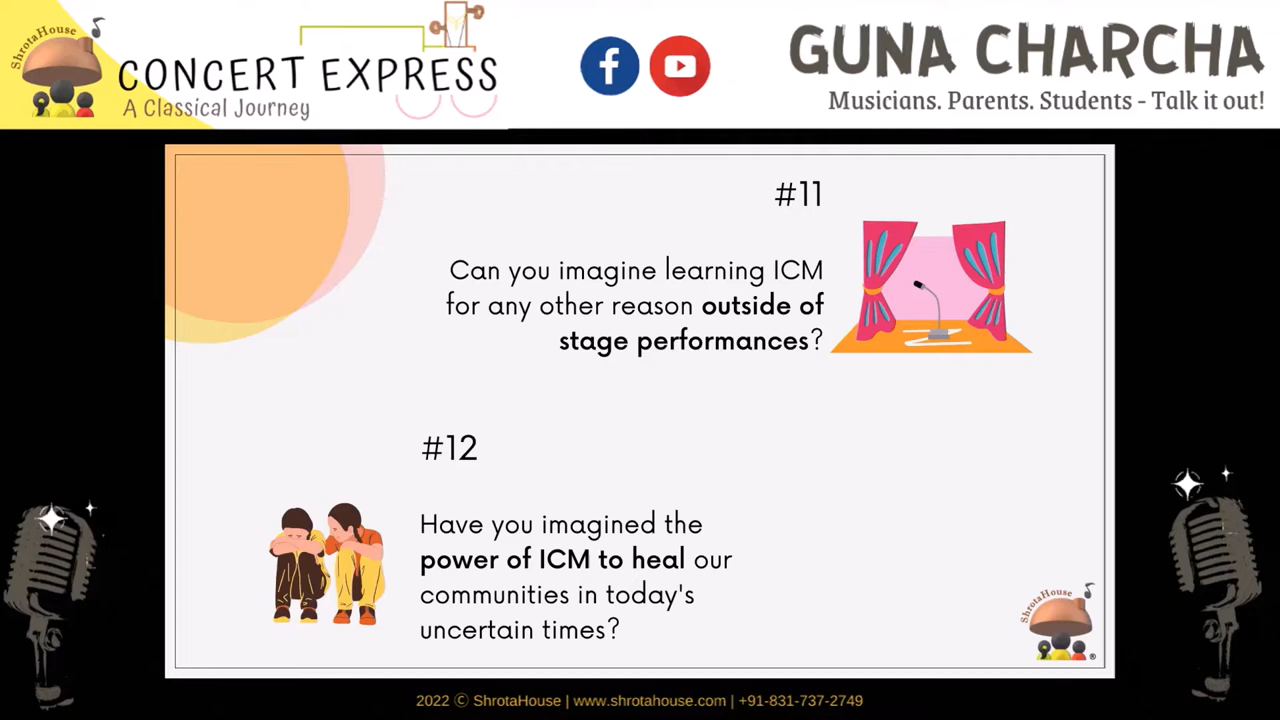 ShrotaHouse
CONCERT EXPRESS
A Classical Journey
GUNA CHARCHA
Musicians. Parents. Students - Talk it out!
#11
Can you imagine learning ICM
for any other reason outside of
stage performances?
#12
Have you imagined the
power of ICM to heal our
communities in today's
uncertain times?
ShrotaHouse
®
2022 Ⓒ ShrotaHouse | www.shrotahouse.com | +91-831-737-2749